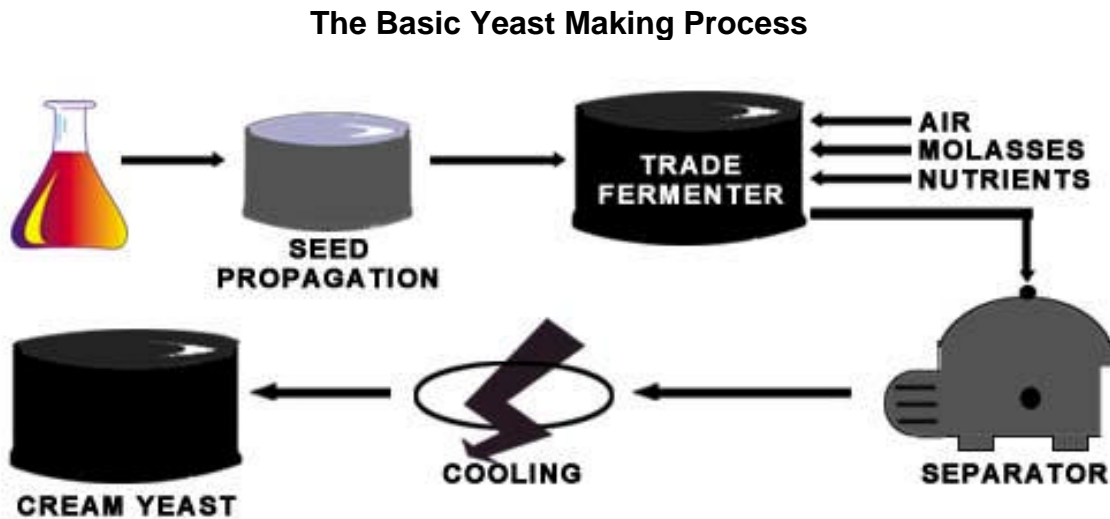 The Basic Yeast Making Process
TRADE
FERMENTER
AIR
MOLASSES
NUTRIENTS
SEED
PROPAGATION
SEPARATOR
COOLING
CREAM YEAST